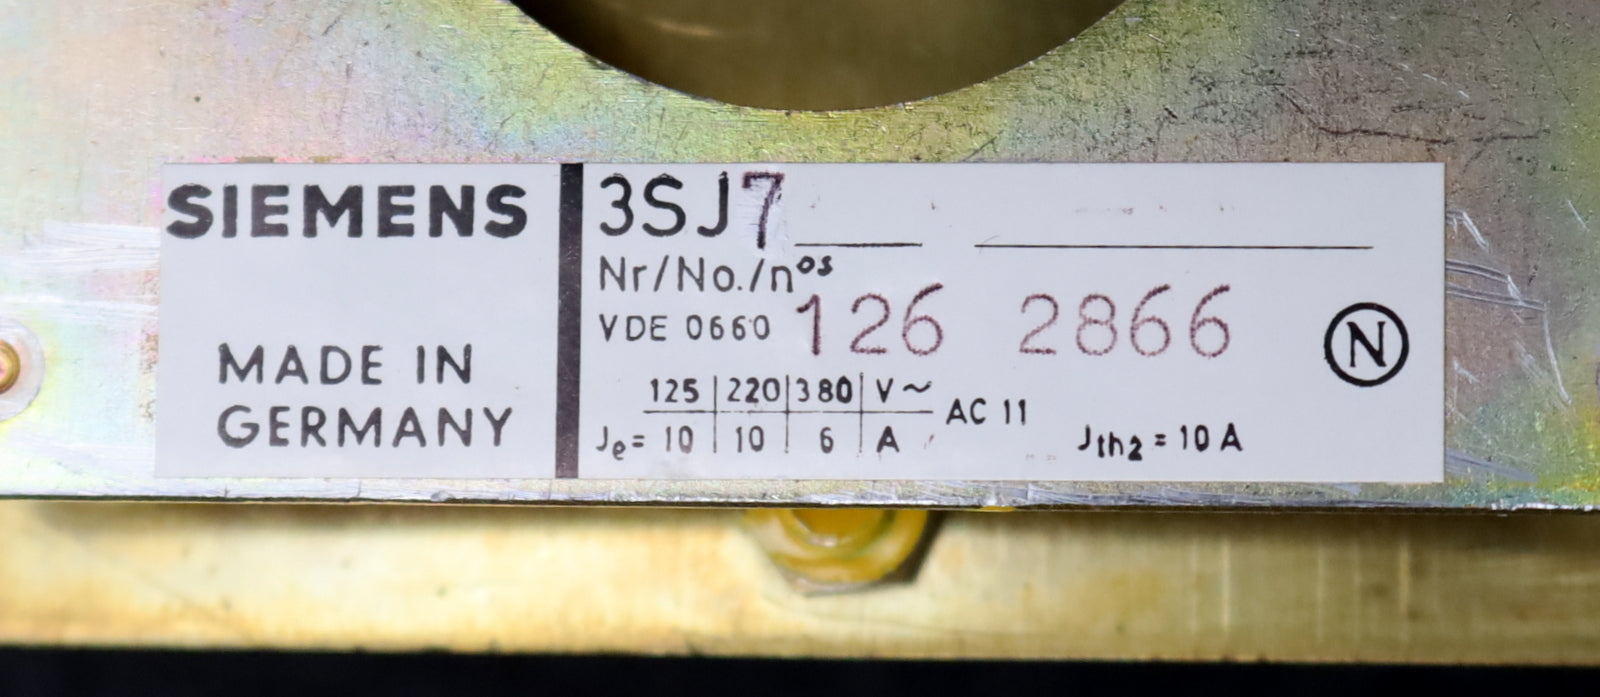 SIEMENS
MADE IN
GERMANY
3SJ7
Nr/No./nos
VDE 0660 126 2866
N
125 220 380 V~
Je= 10 10 6 A
AC 11
Jth2 = 10 A